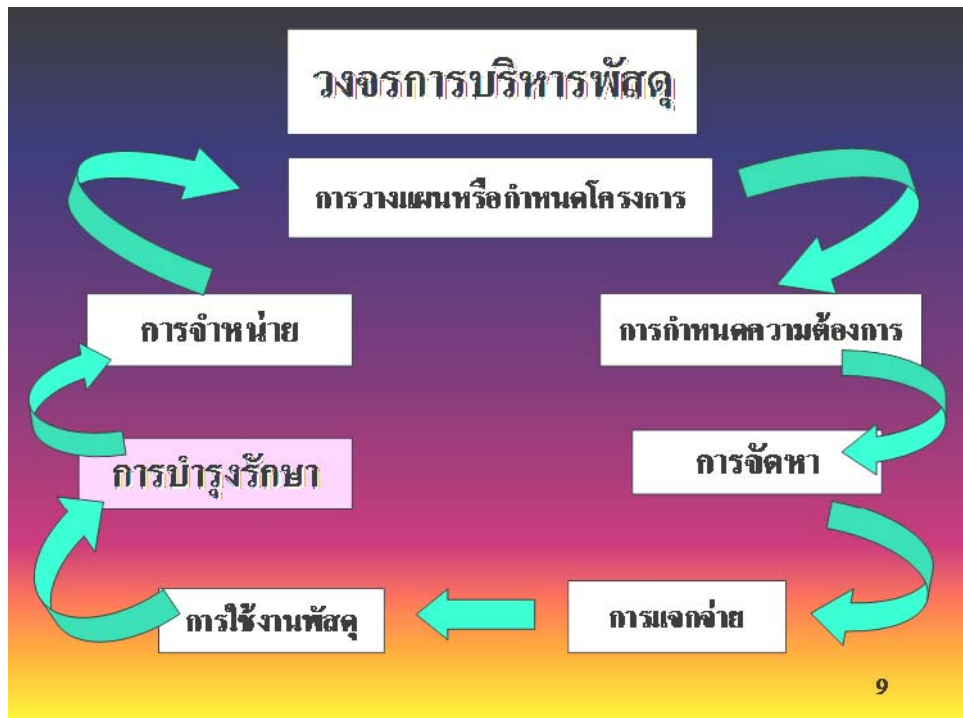 วงจรการบริหารพัสดุ
การวางแผนหรือกำหนดโครงการ
การกำหนดความต้องการ
การจัดหา
การแจกจ่าย
การใช้งานพัสดุ
การบำรุงรักษา
การจำหน่าย
9